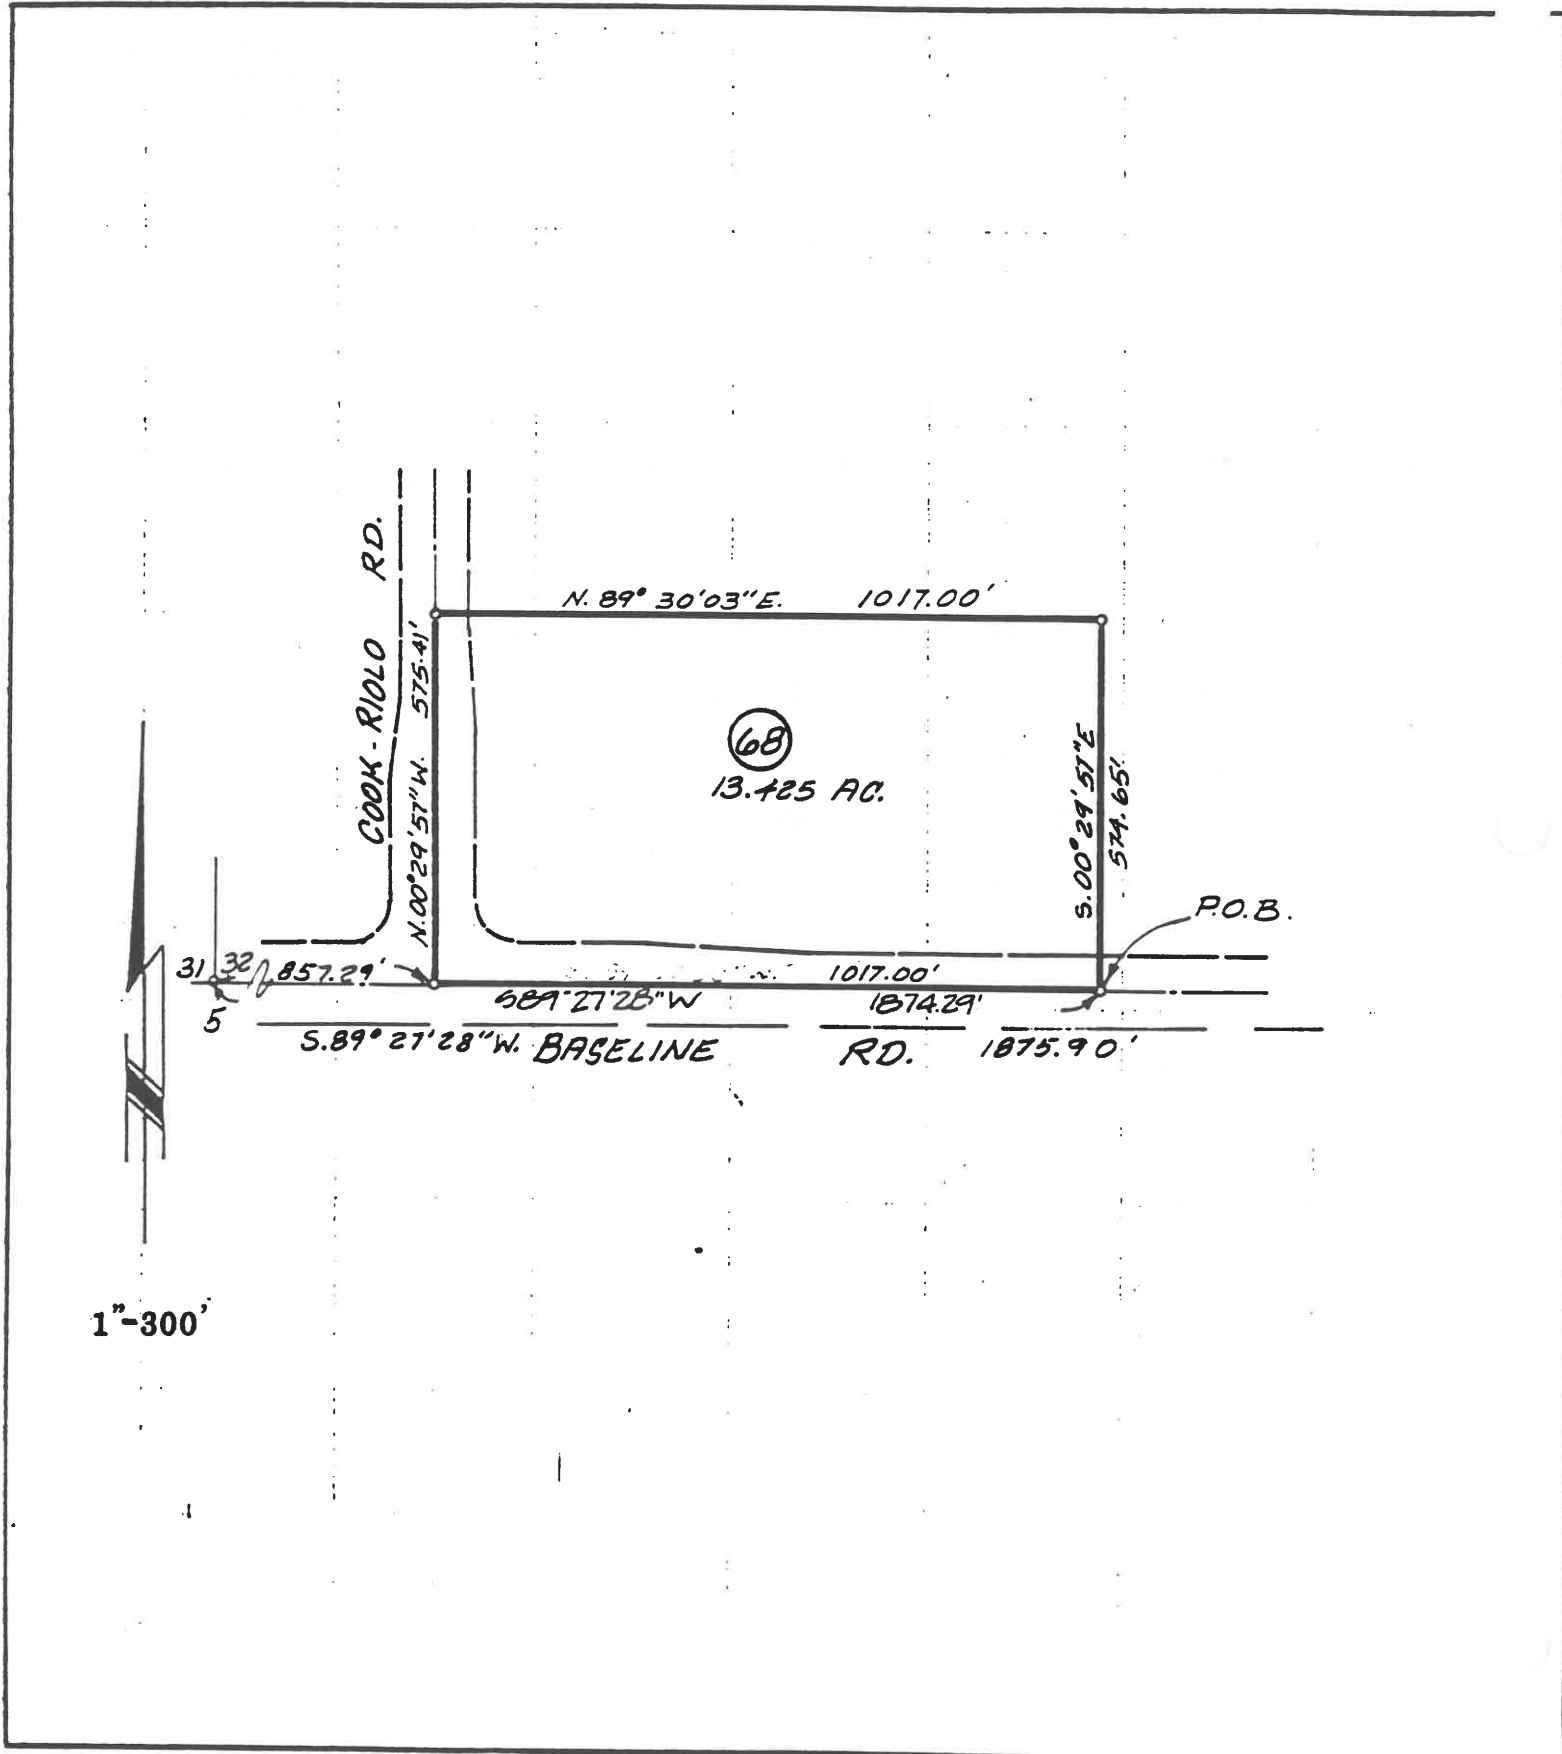 COOK-RIOLO RD.
N. 89° 30'03"E. 1017.00'
N.00°29'57"W. 575.41'
68
13.425 AC.
S.00°29'57"E
574.65'
P.O.B.
31 32
5
857.29'
1017.00'
S89°27'28"W 1874.29'
S.89°27'28"W. BASELINE RD. 1875.90'
1"-300'